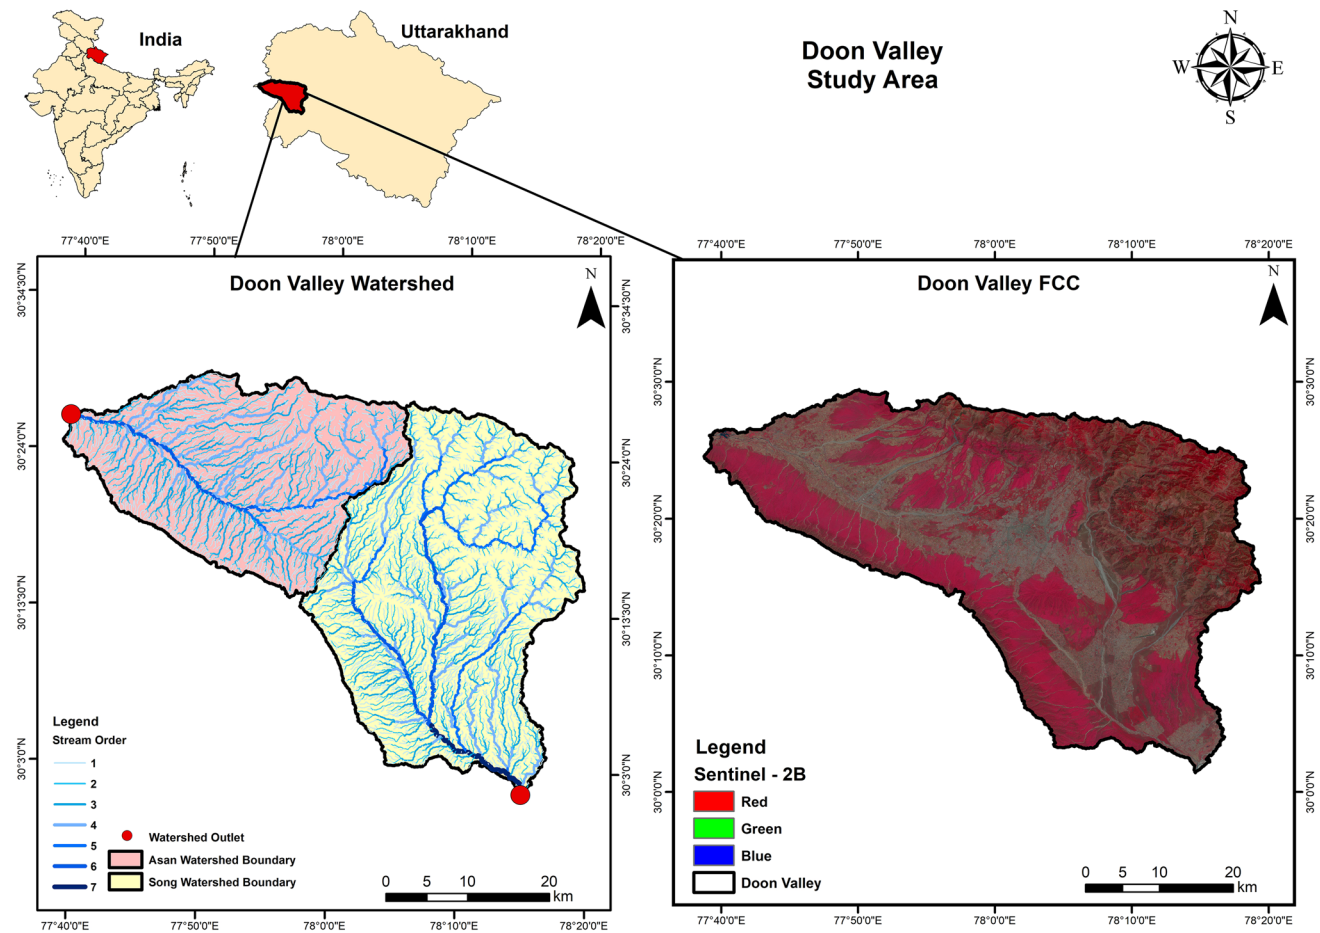 India
Uttarakhand
Doon Valley
Study Area
N
W
E
S
77°40'0"E
77°50'0"E
78°0'0"E
78°10'0"E
78°20'0"E
Doon Valley Watershed
N
30°34'30"N
30°24'0"N
30°13'30"N
30°3'0"N
30°34'30"N
30°24'0"N
30°13'30"N
30°3'0"N
Legend
Stream Order
1
2
3
4
5
6
7
Watershed Outlet
Asan Watershed Boundary
Song Watershed Boundary
0 5 10 20
km
77°40'0"E
77°50'0"E
78°0'0"E
78°10'0"E
78°20'0"E
77°40'0"E
77°50'0"E
78°0'0"E
78°10'0"E
78°20'0"E
Doon Valley FCC
N
30°30'0"N
30°20'0"N
30°10'0"N
30°0'0"N
30°30'0"N
30°20'0"N
30°10'0"N
30°0'0"N
Legend
Sentinel - 2B
Red
Green
Blue
Doon Valley
0 5 10 20
km
77°40'0"E
77°50'0"E
78°0'0"E
78°10'0"E
78°20'0"E